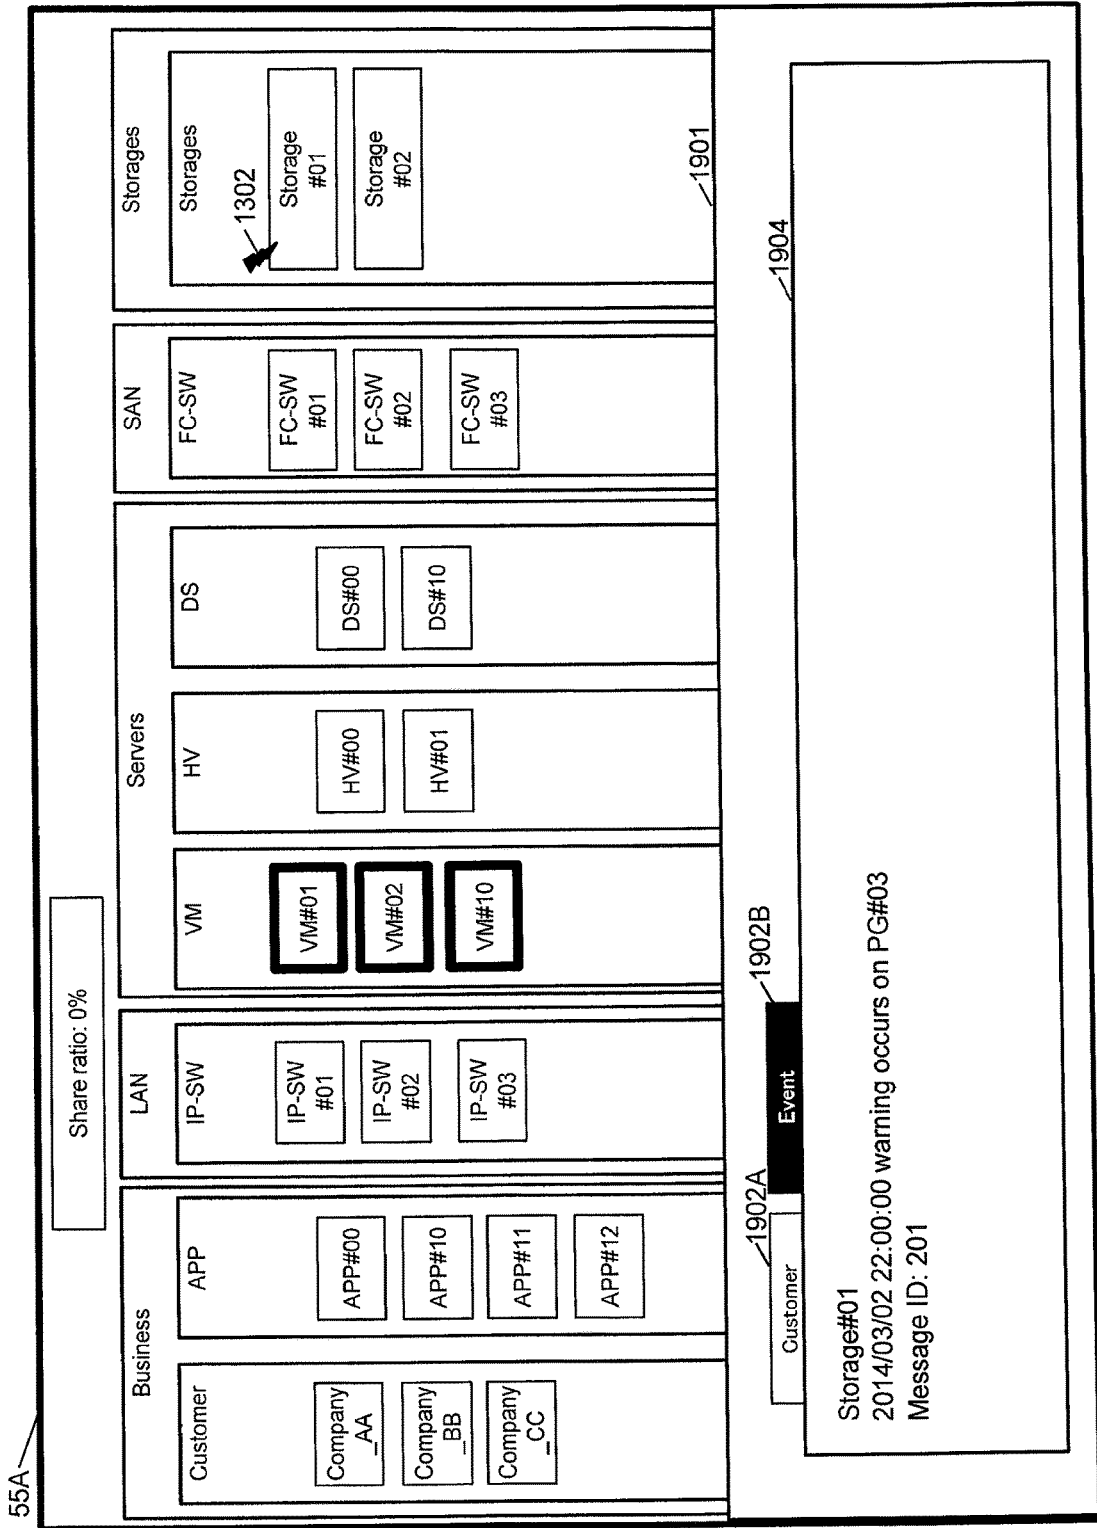 55A
Share ratio: 0%
Business
LAN
Servers
SAN
Storages
Customer
APP
IP-SW
VM
HV
DS
FC-SW
Storages
1302
Company
_AA
Company
_BB
Company
_CC
APP#00
APP#10
APP#11
APP#12
IP-SW
#01
IP-SW
#02
IP-SW
#03
VM#01
VM#02
VM#10
HV#00
HV#01
DS#00
DS#10
FC-SW
#01
FC-SW
#02
FC-SW
#03
Storage
#01
Storage
#02
1901
1902A
1902B
1904
Customer
Event
Storage#01
2014/03/02 22:00:00 warning occurs on PG#03
Message ID: 201